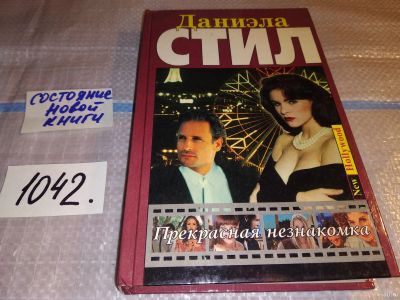 Даниэла
СТИЛ
состояние
новой
книги
1042.
New Hollywood
Прекрасная незнакомка